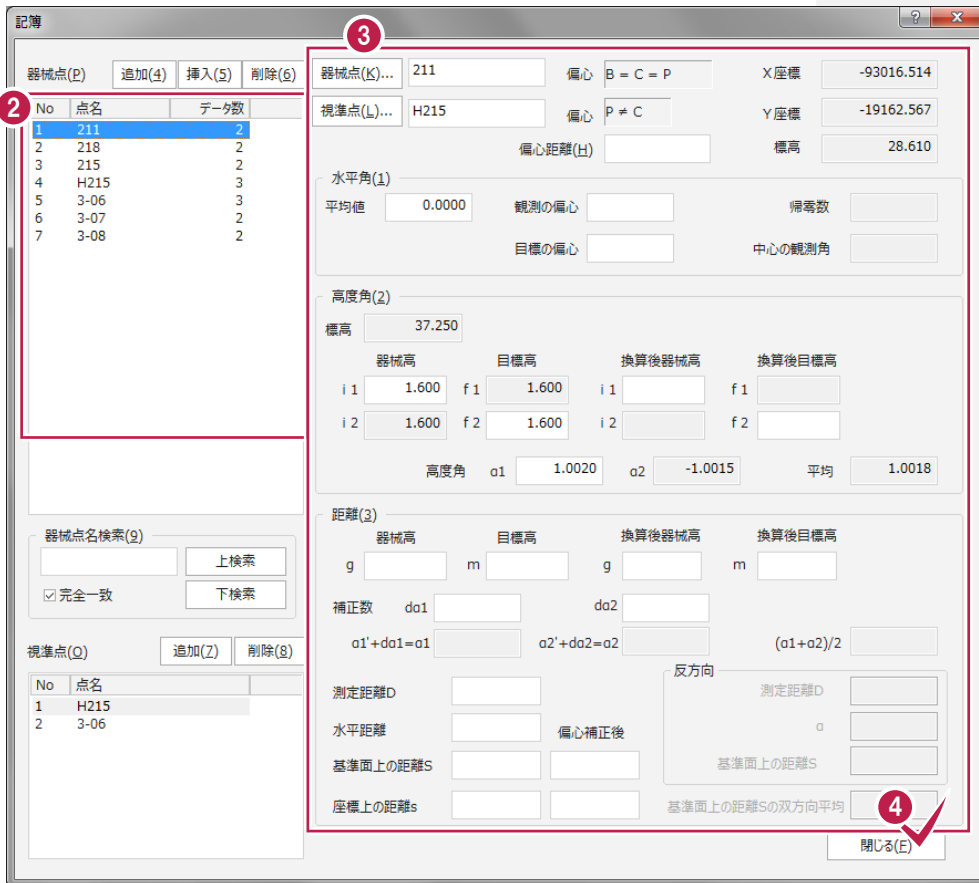 記簿
?
x
3
器械点(P) 追加(4) 挿入(5) 削除(6)
2
No 点名 データ数
1 211 2
2 218 2
3 215 2
4 H215 3
5 3-06 3
6 3-07 2
7 3-08 2
器械点名検索(9)
上検索
完全一致 下検索
視準点(O) 追加(7) 削除(8)
No 点名
1 H215
2 3-06
器械点(K)... 211 偏心 B = C = P X座標 -93016.514
視準点(L)... H215 偏心 P ≠ C Y座標 -19162.567
偏心距離(H) 標高 28.610
水平角(1)
平均値 0.0000 観測の偏心 帰零数
目標の偏心 中心の観測角
高度角(2)
標高 37.250
器械高 目標高 換算後器械高 換算後目標高
i 1 1.600 f 1 1.600 i 1 f 1
i 2 1.600 f 2 1.600 i 2 f 2
高度角 α1 1.0020 α2 -1.0015 平均 1.0018
距離(3)
器械高 目標高 換算後器械高 換算後目標高
g m g m
補正数 dα1 dα2
α1'+dα1=α1 α2'+dα2=α2 (α1+α2)/2
測定距離D
水平距離 偏心補正後
基準面上の距離S
座標上の距離s
反方向
測定距離D
α
基準面上の距離S
基準面上の距離Sの双方向平均
4
閉じる(F)